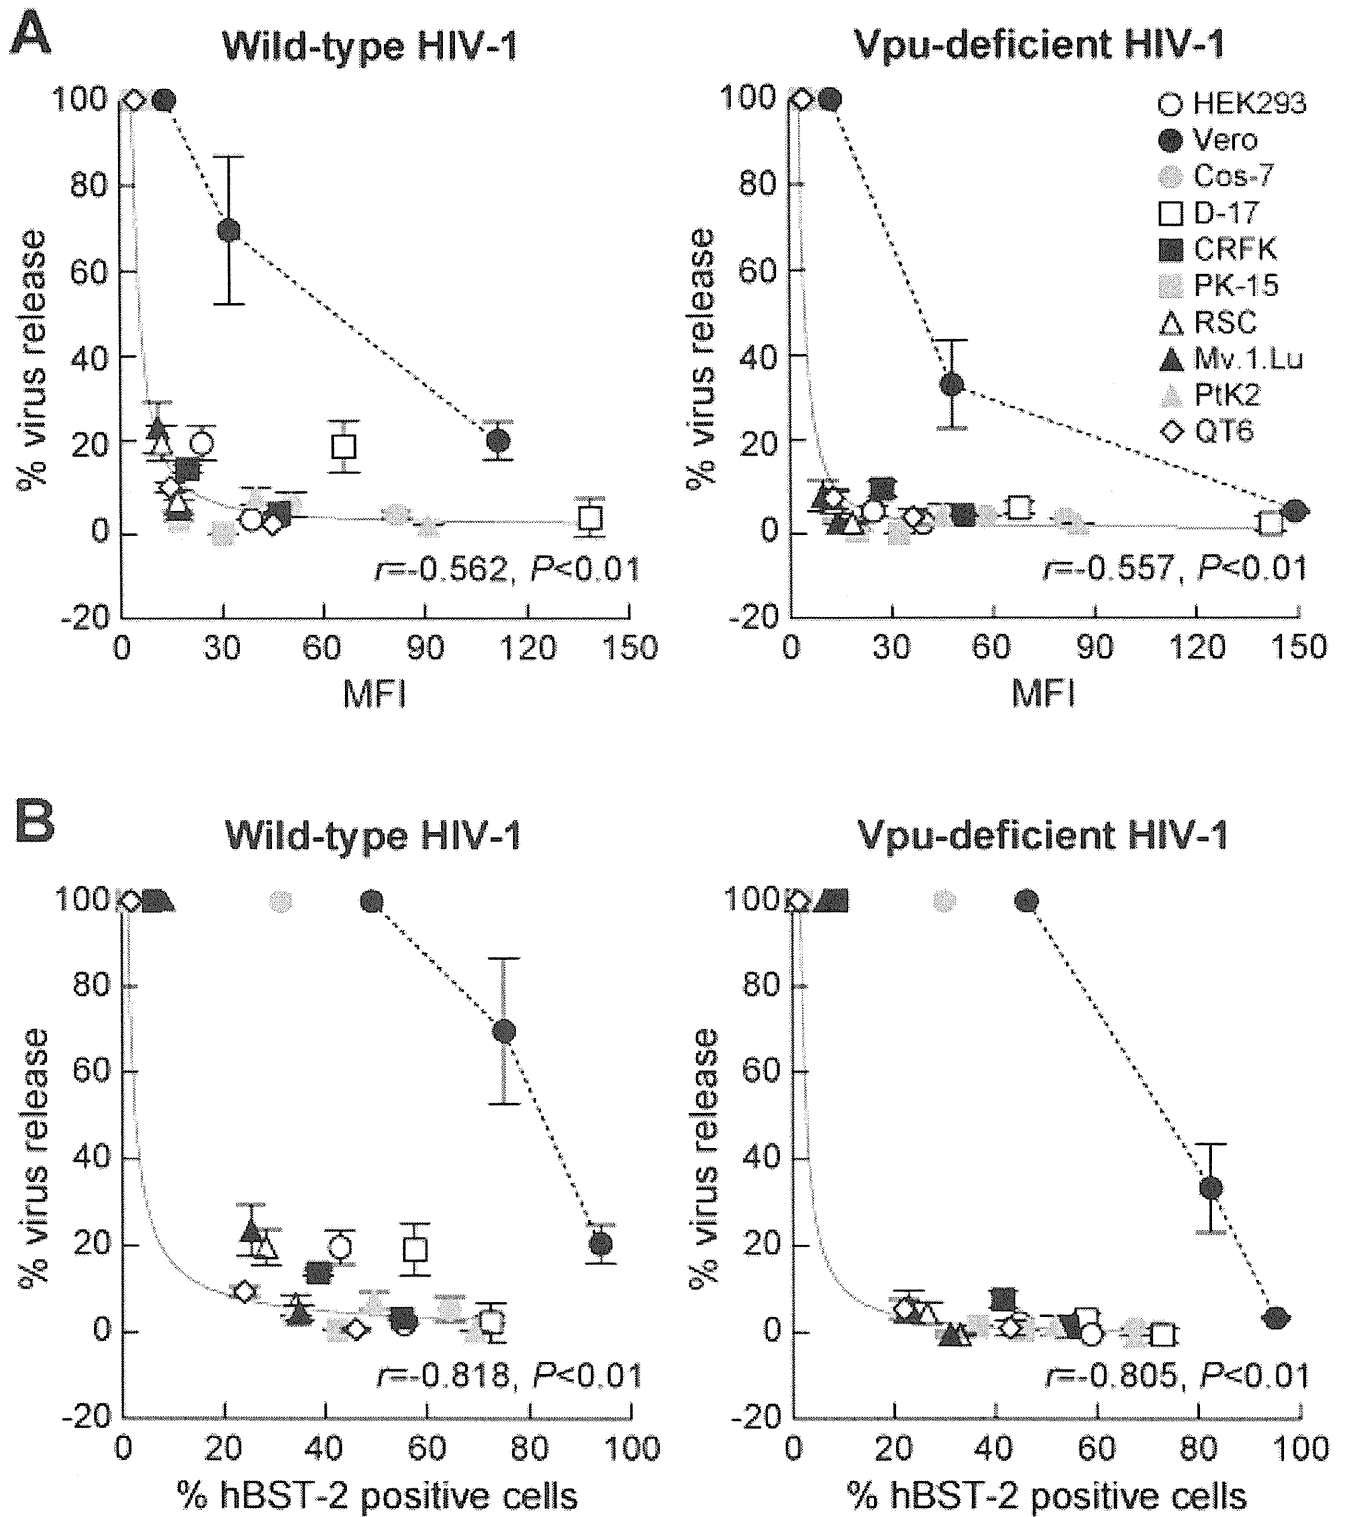 A
Wild-type HIV-1
Vpu-deficient HIV-1
% virus release
100
80
60
40
20
0
-20
0 30 60 90 120 150
MFI
r=-0.562, P<0.01
% virus release
100
80
60
40
20
0
-20
0 30 60 90 120 150
MFI
r=-0.557, P<0.01
HEK293
Vero
Cos-7
D-17
CRFK
PK-15
RSC
Mv.1.Lu
PtK2
QT6
B
Wild-type HIV-1
Vpu-deficient HIV-1
% virus release
100
80
60
40
20
0
-20
0 20 40 60 80 100
% hBST-2 positive cells
r=-0.818, P<0.01
% virus release
100
80
60
40
20
0
-20
0 20 40 60 80 100
% hBST-2 positive cells
r=-0.805, P<0.01